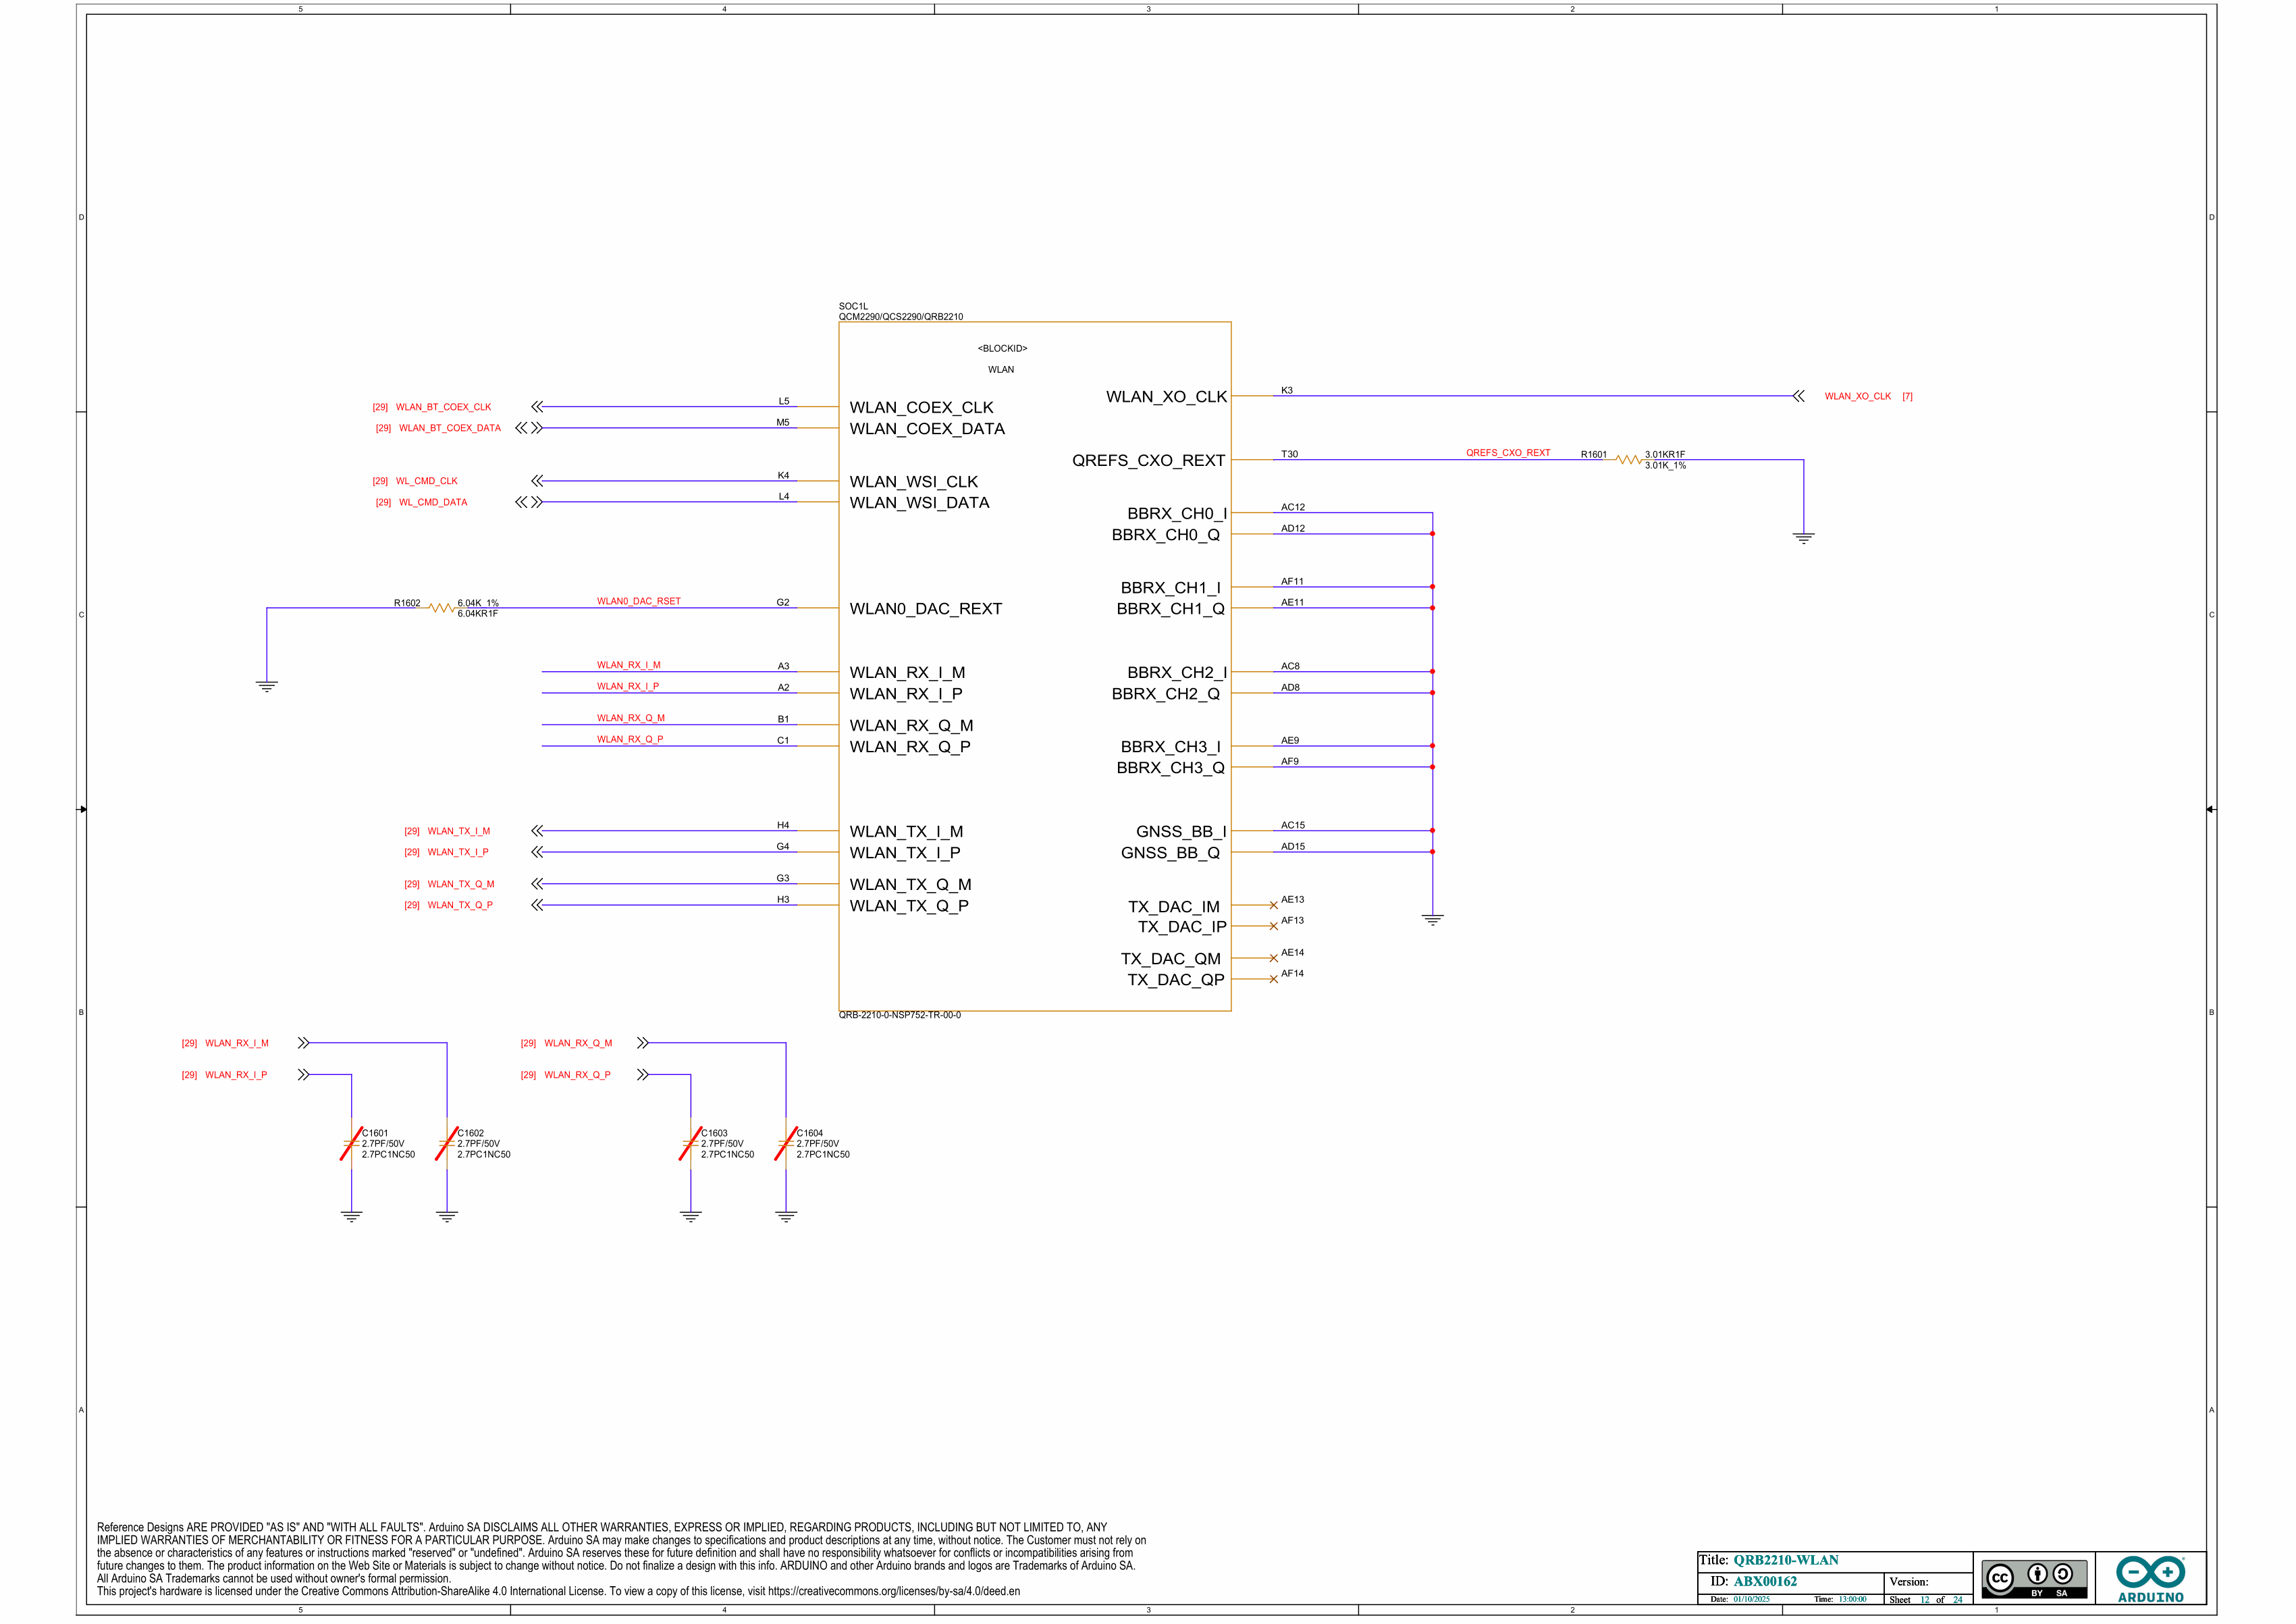 5 4 3 2 1
D D
SOC1L
QCM2290/QCS2290/QRB2210
<BLOCKID>
WLAN
WLAN_XO_CLK K3 WLAN_XO_CLK [7]
[29] WLAN_BT_COEX_CLK L5 WLAN_COEX_CLK
[29] WLAN_BT_COEX_DATA M5 WLAN_COEX_DATA
QREFS_CXO_REXT T30 QREFS_CXO_REXT R1601 3.01KR1F
3.01K_1%
[29] WL_CMD_CLK K4 WLAN_WSI_CLK
[29] WL_CMD_DATA L4 WLAN_WSI_DATA
BBRX_CH0_I AC12
BBRX_CH0_Q AD12
BBRX_CH1_I AF11
C R1602 6.04K_1% WLAN0_DAC_RSET G2 WLAN0_DAC_REXT BBRX_CH1_Q AE11 C
6.04KR1F
WLAN_RX_I_M A3 WLAN_RX_I_M BBRX_CH2_I AC8
WLAN_RX_I_P A2 WLAN_RX_I_P BBRX_CH2_Q AD8
WLAN_RX_Q_M B1 WLAN_RX_Q_M
WLAN_RX_Q_P C1 WLAN_RX_Q_P BBRX_CH3_I AE9
BBRX_CH3_Q AF9
[29] WLAN_TX_I_M H4 WLAN_TX_I_M GNSS_BB_I AC15
[29] WLAN_TX_I_P G4 WLAN_TX_I_P GNSS_BB_Q AD15
[29] WLAN_TX_Q_M G3 WLAN_TX_Q_M
[29] WLAN_TX_Q_P H3 WLAN_TX_Q_P TX_DAC_IM AE13
TX_DAC_IP AF13
TX_DAC_QM AE14
TX_DAC_QP AF14
B QRB-2210-0-NSP752-TR-00-0 B
[29] WLAN_RX_I_M [29] WLAN_RX_Q_M
[29] WLAN_RX_I_P [29] WLAN_RX_Q_P
C1601 C1602 C1603 C1604
2.7PF/50V 2.7PF/50V 2.7PF/50V 2.7PF/50V
2.7PC1NC50 2.7PC1NC50 2.7PC1NC50 2.7PC1NC50
A A
Reference Designs ARE PROVIDED "AS IS" AND "WITH ALL FAULTS". Arduino SA DISCLAIMS ALL OTHER WARRANTIES, EXPRESS OR IMPLIED, REGARDING PRODUCTS, INCLUDING BUT NOT LIMITED TO, ANY
IMPLIED WARRANTIES OF MERCHANTABILITY OR FITNESS FOR A PARTICULAR PURPOSE. Arduino SA may make changes to specifications and product descriptions at any time, without notice. The Customer must not rely on
the absence or characteristics of any features or instructions marked "reserved" or "undefined". Arduino SA reserves these for future definition and shall have no responsibility whatsoever for conflicts or incompatibilities arising from
future changes to them. The product information on the Web Site or Materials is subject to change without notice. Do not finalize a design with this info. ARDUINO and other Arduino brands and logos are Trademarks of Arduino SA.
All Arduino SA Trademarks cannot be used without owner's formal permission.
This project's hardware is licensed under the Creative Commons Attribution-ShareAlike 4.0 International License. To view a copy of this license, visit https://creativecommons.org/licenses/by-sa/4.0/deed.en
Title: QRB2210-WLAN
ID: ABX00162 Version:
Date: 01/10/2025 Time: 13:00:00 Sheet 12 of 24
cc BY SA
ARDUINO
5 4 3 2 1